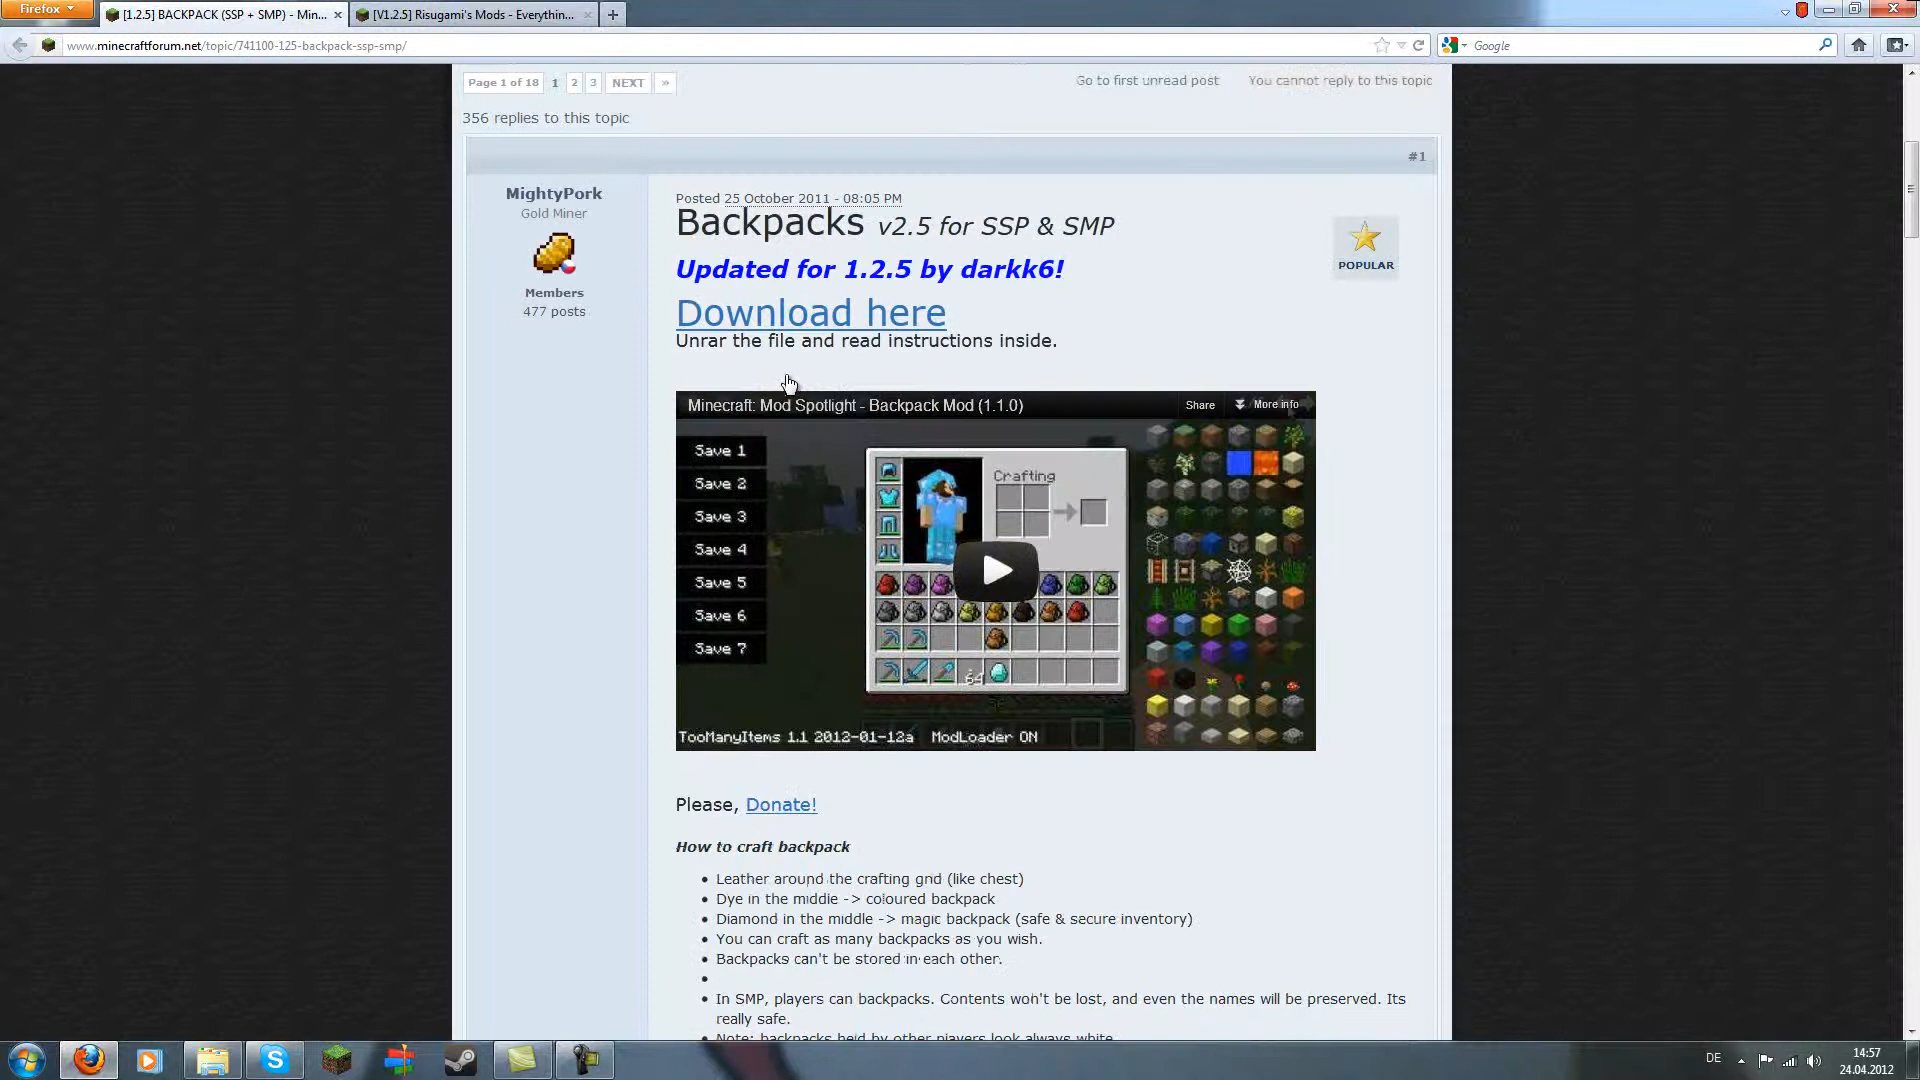 Firefox
[1.2.5] BACKPACK (SSP + SMP) - Min...
[V1.2.5] Risugami's Mods - Everythin...
www.minecraftforum.net/topic/741100-125-backpack-ssp-smp/
Google
Page 1 of 18 1 2 3 NEXT »
Go to first unread post
You cannot reply to this topic
356 replies to this topic
#1
MightyPork
Gold Miner
Members
477 posts
Posted 25 October 2011 - 08:05 PM
Backpacks v2.5 for SSP & SMP
POPULAR
Updated for 1.2.5 by darkk6!
Download here
Unrar the file and read instructions inside.
Minecraft: Mod Spotlight - Backpack Mod (1.1.0)
Share
More info
Save 1
Save 2
Save 3
Save 4
Save 5
Save 6
Save 7
Crafting
64
TooManyItems 1.1 2012-01-12a ModLoader ON
Please, Donate!
How to craft backpack
• Leather around the crafting grid (like chest)
• Dye in the middle -> coloured backpack
• Diamond in the middle -> magic backpack (safe & secure inventory)
• You can craft as many backpacks as you wish.
• Backpacks can't be stored in each other.
•
• In SMP, players can backpacks. Contents won't be lost, and even the names will be preserved. Its
really safe.
• Note: backpacks held by other players look always white
DE
14:57
24.04.2012